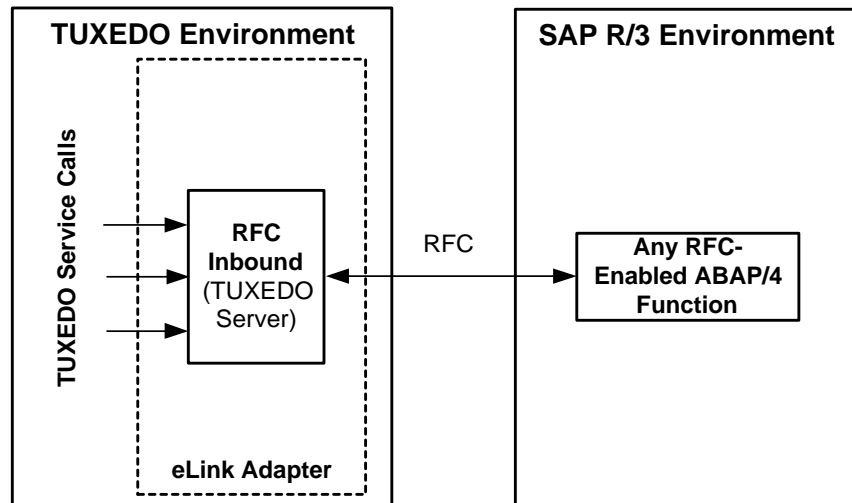 TUXEDO Environment
SAP R/3 Environment
TUXEDO Service Calls
RFC
Inbound
(TUXEDO
Server)
RFC
Any RFC-
Enabled ABAP/4
Function
eLink Adapter